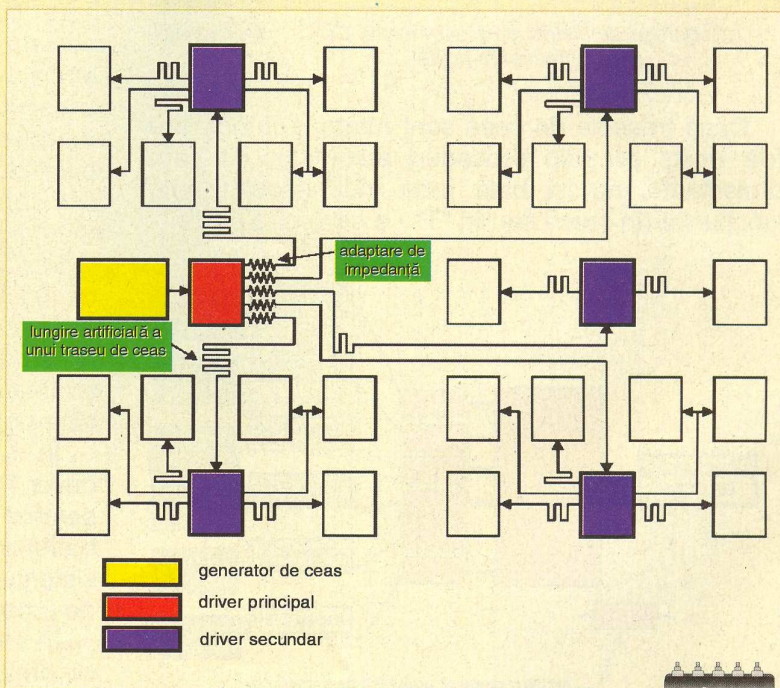 adaptare de
impedanță
lungire artificială a
unui traseu de ceas
generator de ceas
driver principal
driver secundar